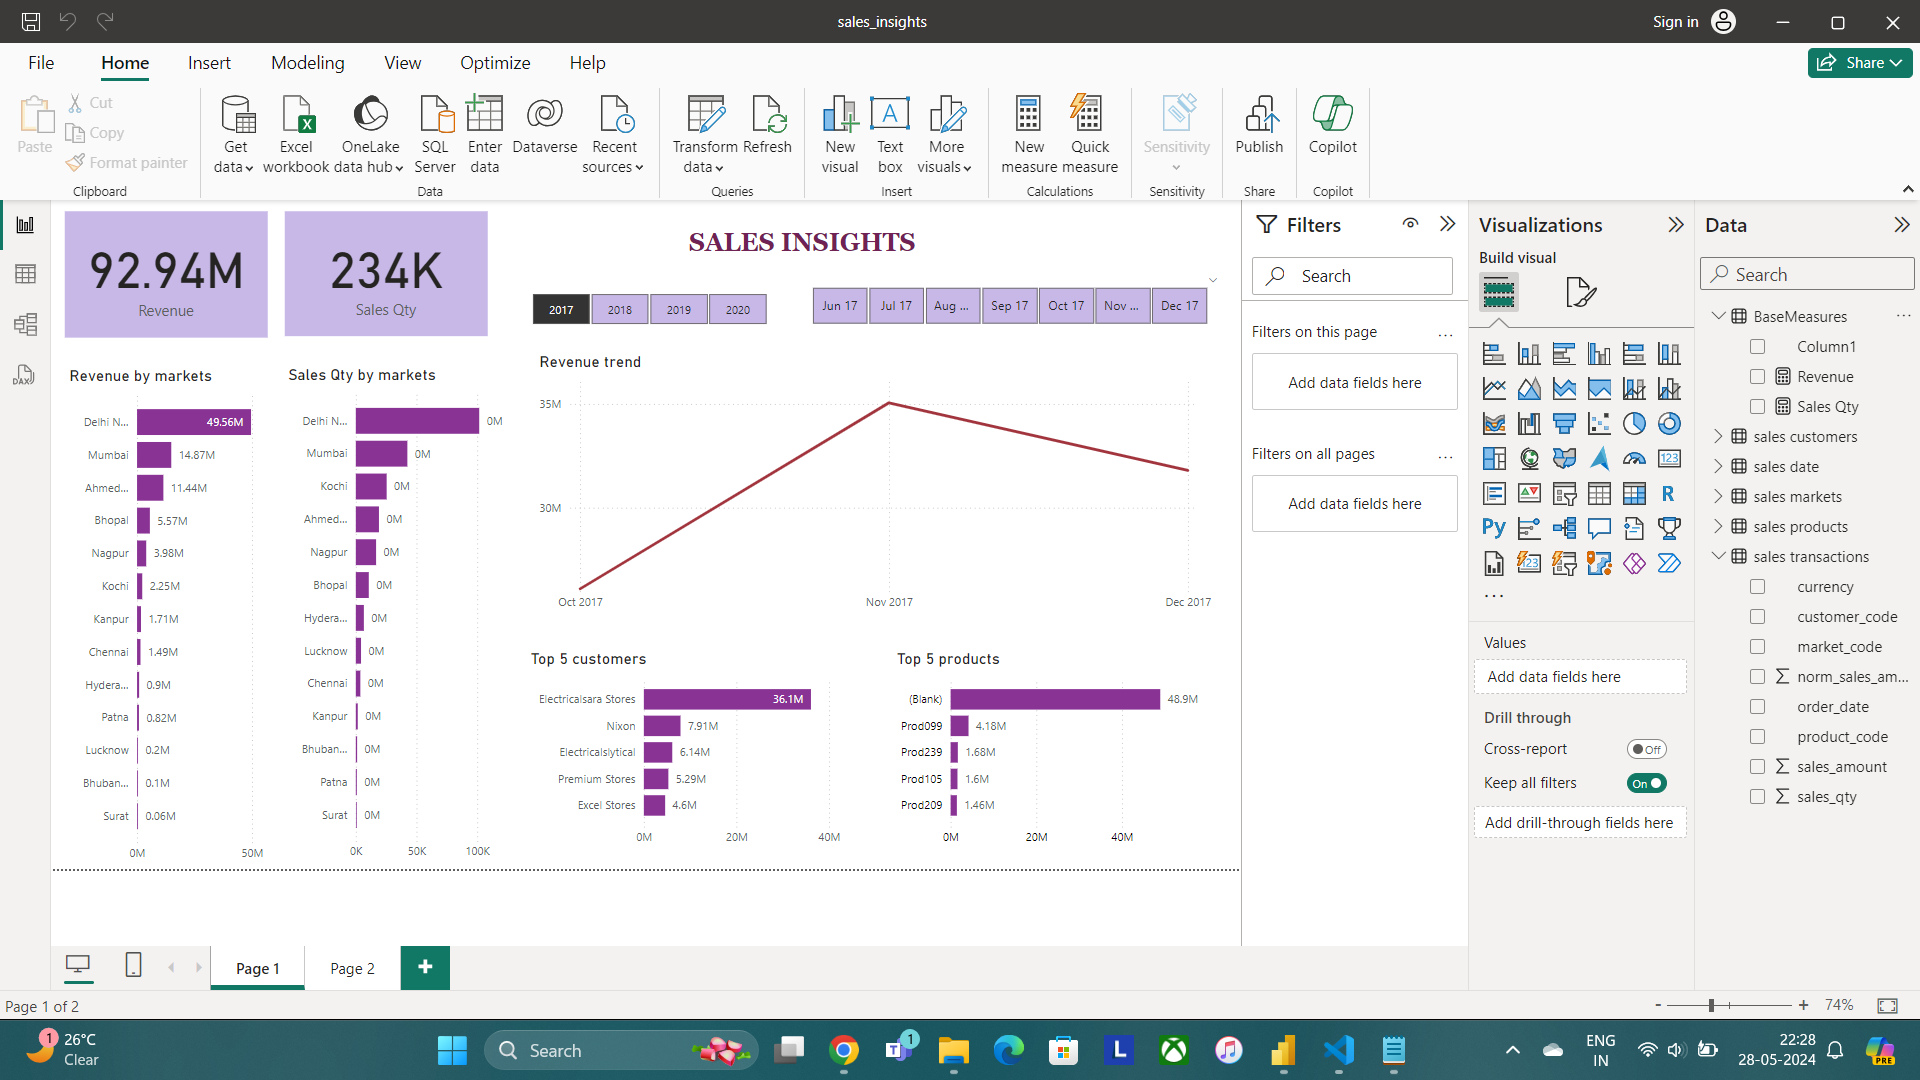 sales_insights
Sign in
File Home Insert Modeling View Optimize Help
Share
Paste
Cut
Copy
Format painter
Clipboard
Get data
Excel workbook
OneLake data hub
SQL Server
Enter data
Dataverse
Recent sources
Data
Transform data
Refresh
Queries
New visual
Text box
More visuals
Insert
New measure
Quick measure
Calculations
Sensitivity
Sensitivity
Publish
Share
Copilot
Copilot
92.94M
Revenue
234K
Sales Qty
SALES INSIGHTS
2017 2018 2019 2020
Jun 17 Jul 17 Aug ... Sep 17 Oct 17 Nov ... Dec 17
Revenue by markets
Delhi N... 49.56M
Mumbai 14.87M
Ahmed... 11.44M
Bhopal 5.57M
Nagpur 3.98M
Kochi 2.25M
Kanpur 1.71M
Chennai 1.49M
Hydera... 0.9M
Patna 0.82M
Lucknow 0.2M
Bhuban... 0.1M
Surat 0.06M
0M 50M
Sales Qty by markets
Delhi N... 0M
Mumbai 0M
Kochi 0M
Ahmed... 0M
Nagpur 0M
Bhopal 0M
Hydera... 0M
Lucknow 0M
Chennai 0M
Kanpur 0M
Bhuban... 0M
Patna 0M
Surat 0M
0K 50K 100K
Revenue trend
35M
30M
Oct 2017 Nov 2017 Dec 2017
Top 5 customers
Electricalsara Stores 36.1M
Nixon 7.91M
Electricalslytical 6.14M
Premium Stores 5.29M
Excel Stores 4.6M
0M 20M 40M
Top 5 products
(Blank) 48.9M
Prod099 4.18M
Prod239 1.68M
Prod105 1.6M
Prod209 1.46M
0M 20M 40M
Filters
Search
Filters on this page ...
Add data fields here
Filters on all pages ...
Add data fields here
Visualizations
Build visual
123
R
Py
123
...
Values
Add data fields here
Drill through
Cross-report Off
Keep all filters On
Add drill-through fields here
Data
Search
BaseMeasures ...
Column1
Revenue
Sales Qty
sales customers
sales date
sales markets
sales products
sales transactions
currency
customer_code
market_code
∑ norm_sales_am...
order_date
product_code
∑ sales_amount
∑ sales_qty
DAX
Page 1 Page 2 +
Page 1 of 2
- + 74%
1
26°C
Clear
Search
1
L
PRE
ENG
IN
22:28
28-05-2024